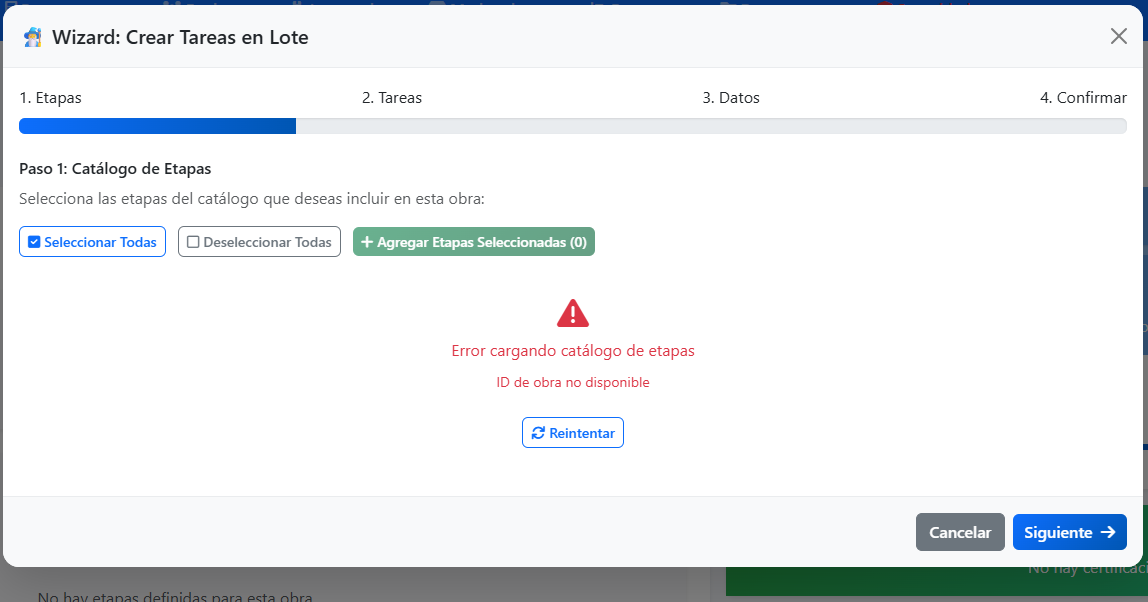 Wizard: Crear Tareas en Lote
1. Etapas 2. Tareas 3. Datos 4. Confirmar
Paso 1: Catálogo de Etapas
Selecciona las etapas del catálogo que deseas incluir en esta obra:
Seleccionar Todas Deseleccionar Todas Agregar Etapas Seleccionadas (0)
Error cargando catálogo de etapas
ID de obra no disponible
Reintentar
Cancelar Siguiente
No hay certificaci
No hay etapas definidas para esta obra